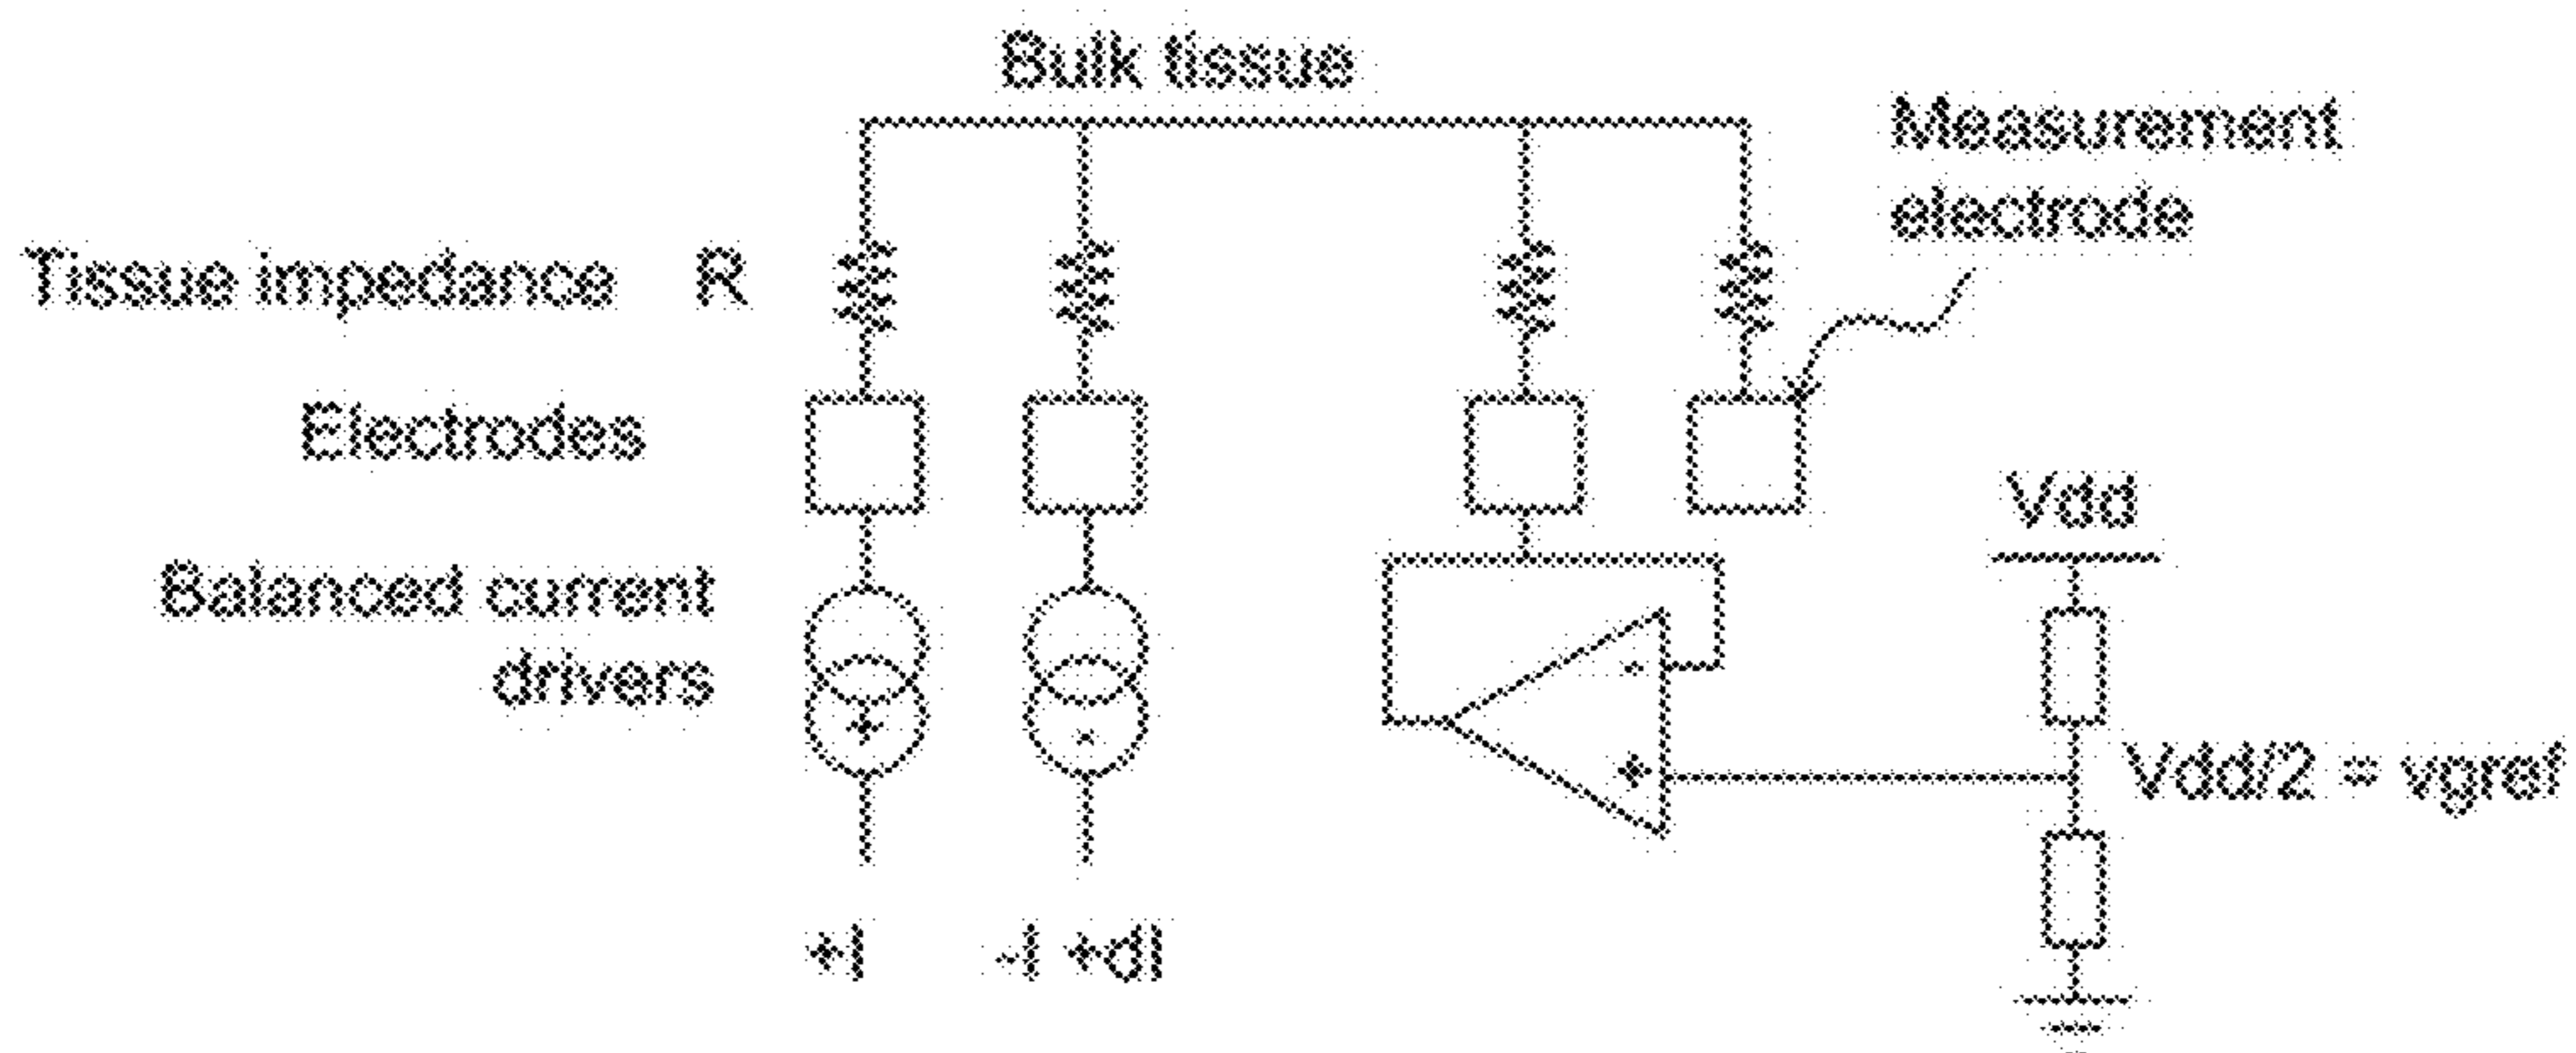 Bulk tissue
Measurement
electrode
Tissue impedance R
Electrodes
Vdd
Balanced current
drivers
+
-
-
+
Vdd/2 = vgref
+I
-I +dI